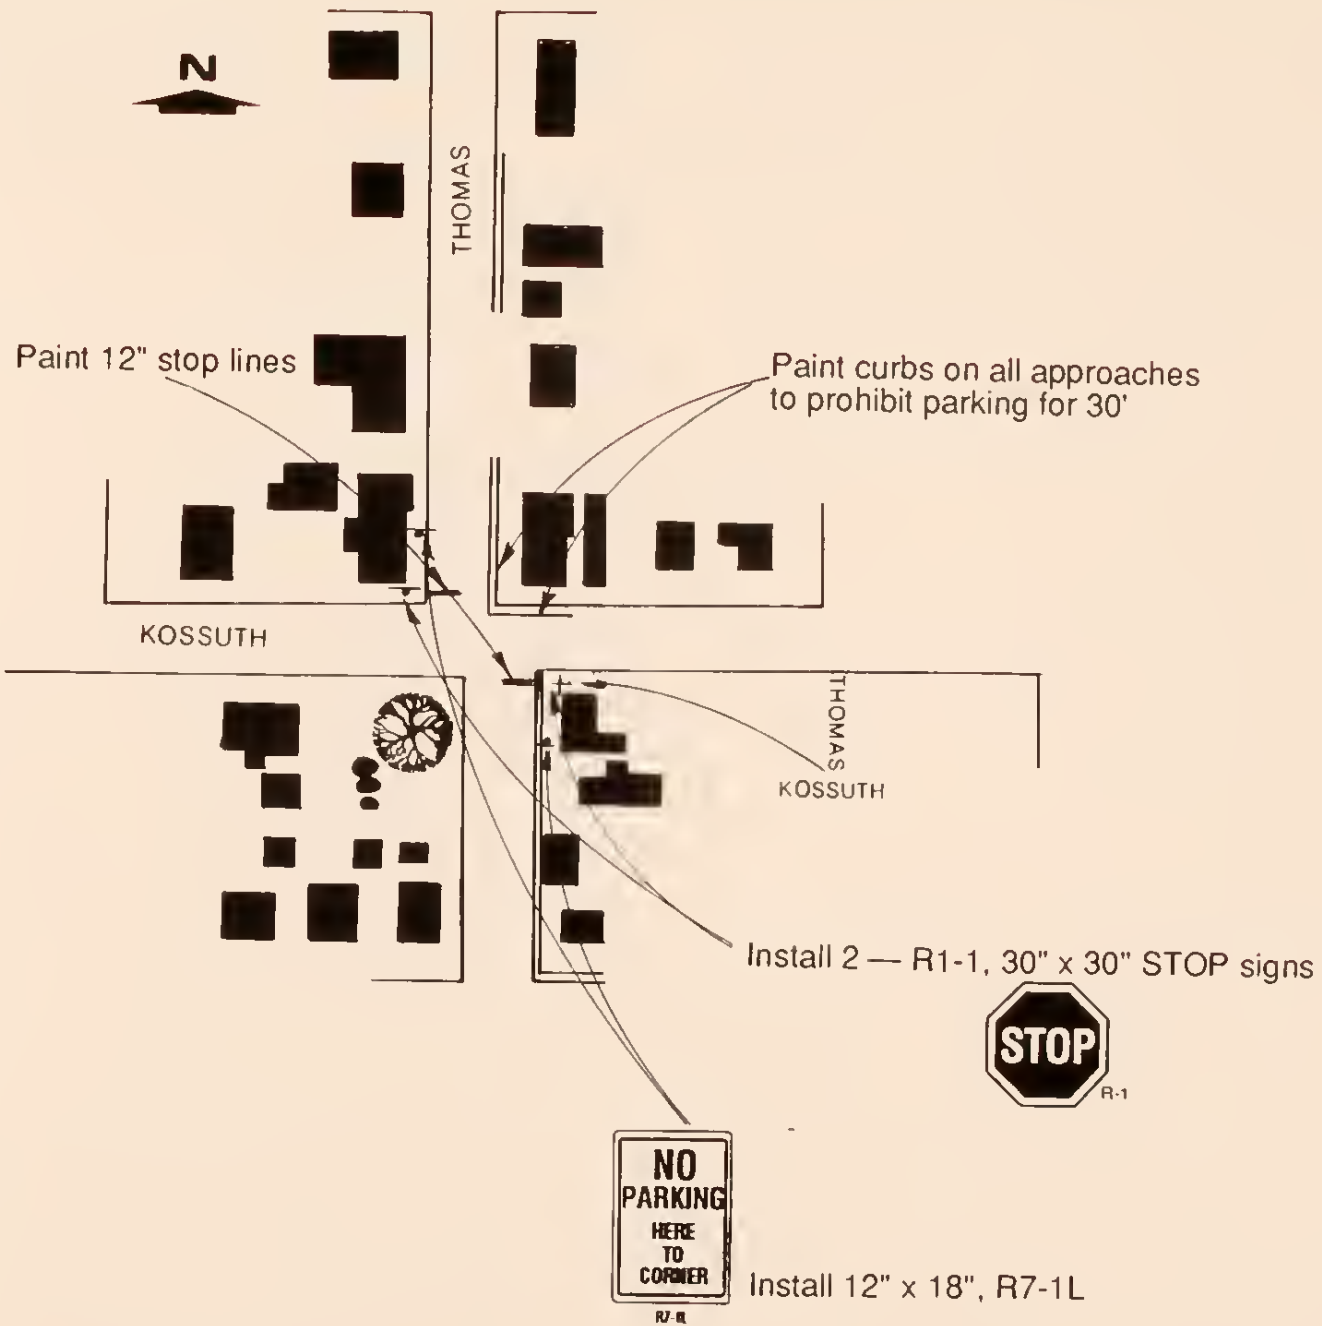 N
THOMAS
Paint 12" stop lines
Paint curbs on all approaches
to prohibit parking for 30'
KOSSUTH
THOMAS
KOSSUTH
Install 2 — R1-1, 30" x 30" STOP signs
STOP
R-1
NO
PARKING
HERE
TO
CORNER
Install 12" x 18", R7-1L